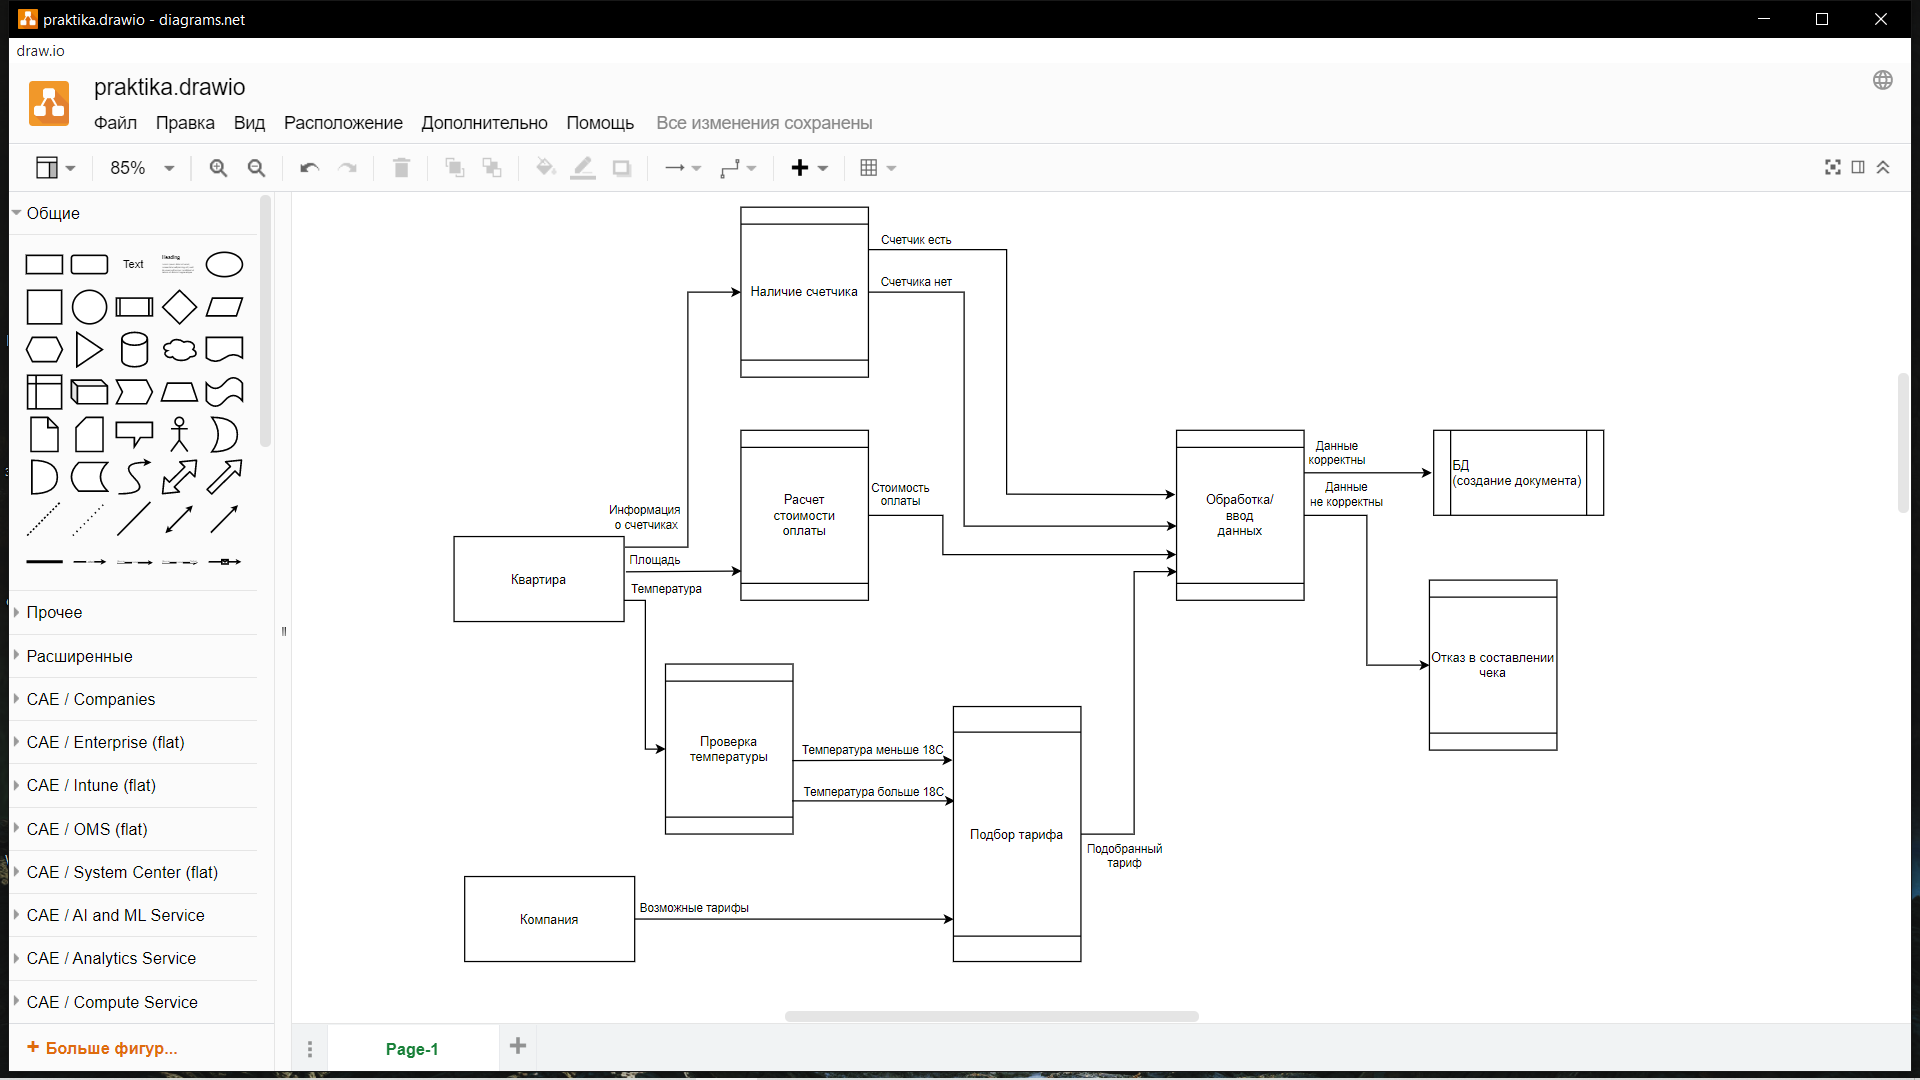 praktika.drawio - diagrams.net
draw.io
praktika.drawio
Файл Правка Вид Расположение Дополнительно Помощь Все изменения сохранены
85%
Общие
Text
Heading
Прочее
Расширенные
CAE / Companies
CAE / Enterprise (flat)
CAE / Intune (flat)
CAE / OMS (flat)
CAE / System Center (flat)
CAE / AI and ML Service
CAE / Analytics Service
CAE / Compute Service
+ Больше фигур...
Наличие счетчика
Счетчик есть
Счетчика нет
Информация
о счетчиках
Площадь
Температура
Квартира
Расчет
стоимости
оплаты
Стоимость
оплаты
Обработка/
ввод
данных
Данные
корректны
Данные
не корректны
БД
(создание документа)
Отказ в составлении
чека
Проверка
температуры
Температура меньше 18С
Температура больше 18С
Подбор тарифа
Подобранный
тариф
Компания
Возможные тарифы
Page-1